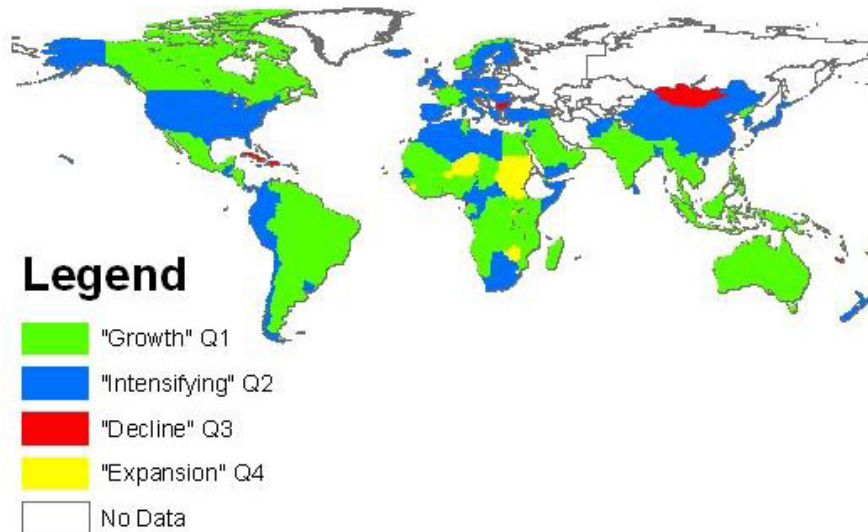 Legend
"Growth" Q1
"Intensifying" Q2
"Decline" Q3
"Expansion" Q4
No Data